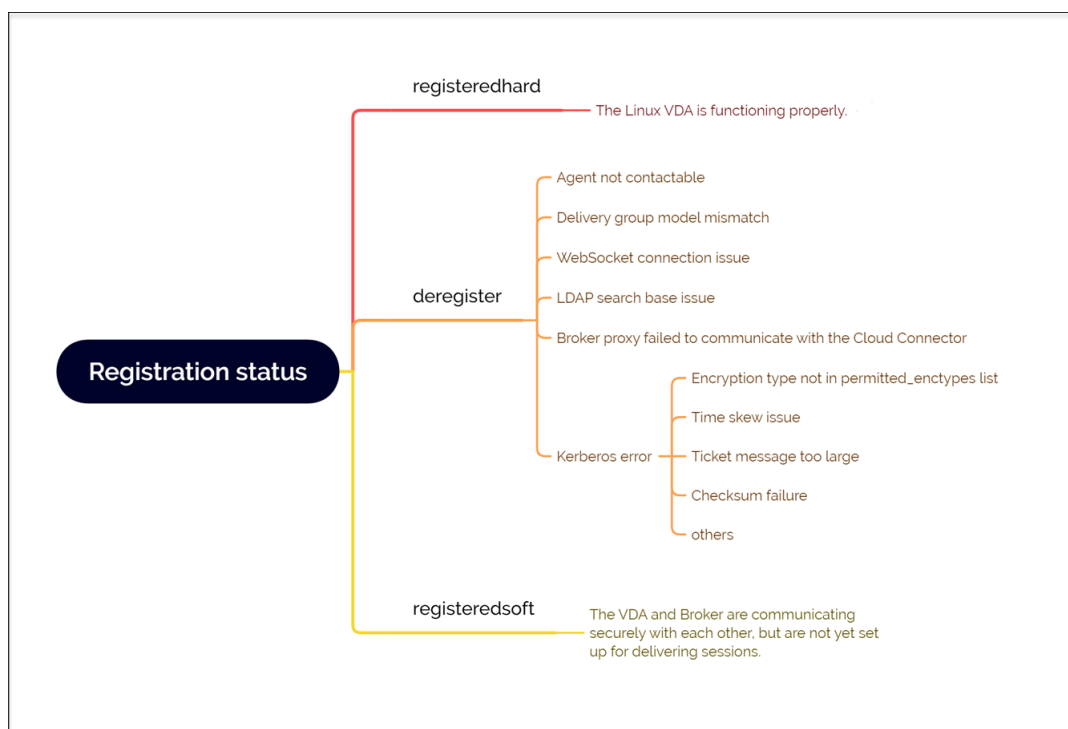 Registration status
registeredhard
The Linux VDA is functioning properly.
deregister
Agent not contactable
Delivery group model mismatch
WebSocket connection issue
LDAP search base issue
Broker proxy failed to communicate with the Cloud Connector
Kerberos error
Encryption type not in permitted_enctypes list
Time skew issue
Ticket message too large
Checksum failure
others
registeredsoft
The VDA and Broker are communicating
securely with each other, but are not yet set
up for delivering sessions.